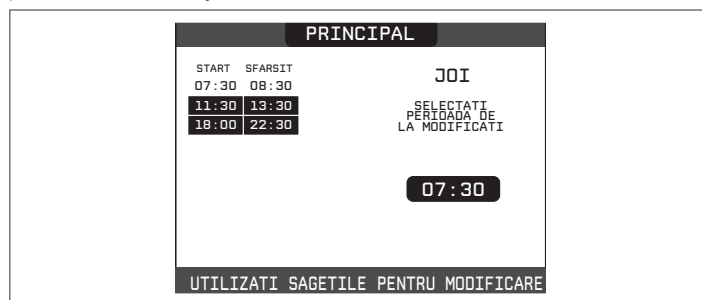 PRINCIPAL
START SFARSIT
07:30 08:30
11:30 13:30
18:00 22:30
JOI
SELECTATI
PERIOADA DE
LA MODIFICATI
07:30
UTILIZATI SAGETILE PENTRU MODIFICARE